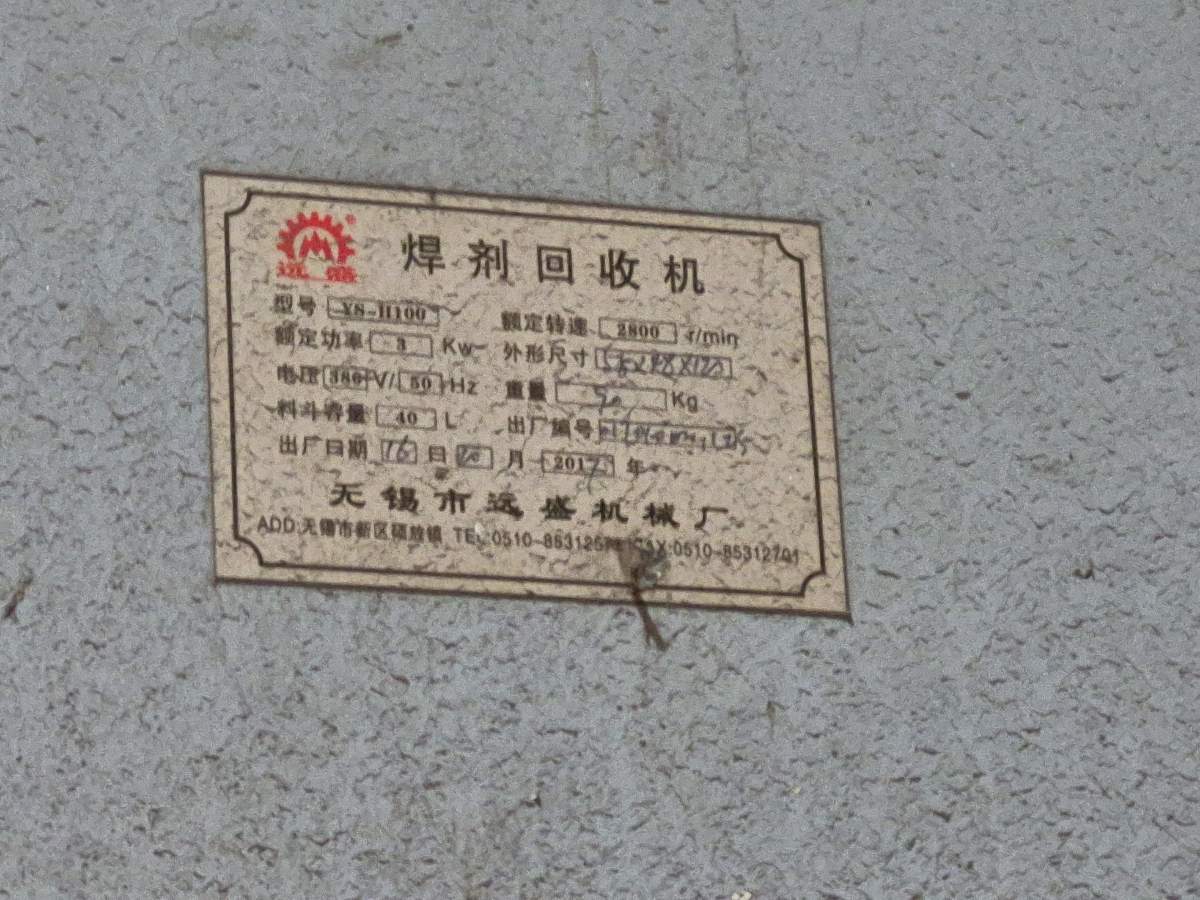 远盛®
焊剂回收机
型号 YS-H100 额定转速 2800 r/min
额定功率 3 Kw 外形尺寸
电压 380 V/ 50 Hz 重量 Kg
料斗容量 40 L 出厂编号
出厂日期 16 日 月 2017 年
无锡市远盛机械厂
ADD:无锡市新区硕放镇 TEL:0510-8531257 FAX:0510-85312701